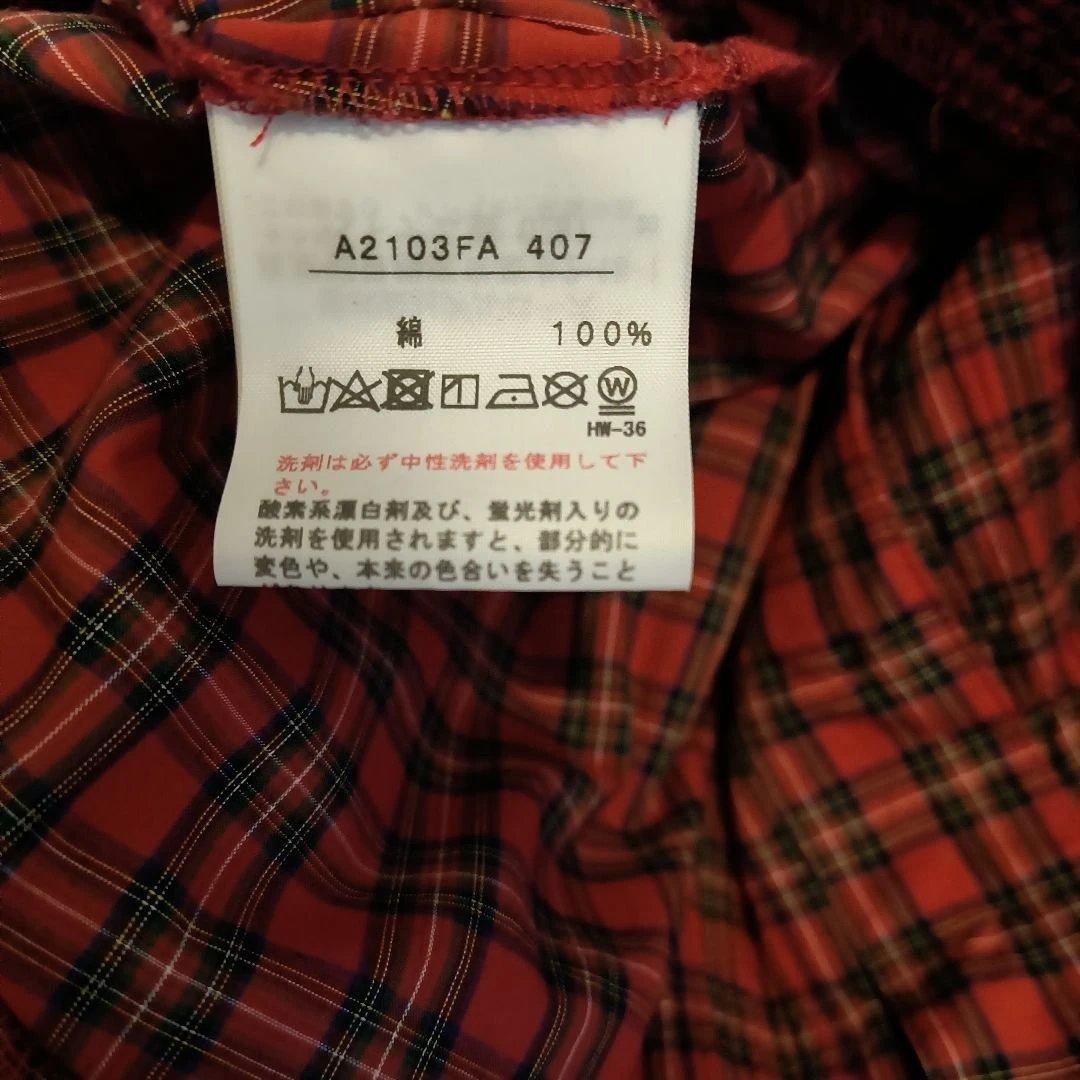 A2103FA 407
綿 100%
W
HW-36
洗剤は必ず中性洗剤を使用して下
さい。
酸素系漂白剤及び、蛍光剤入りの
洗剤を使用されますと、部分的に
変色や、本来の色合いを失うこと